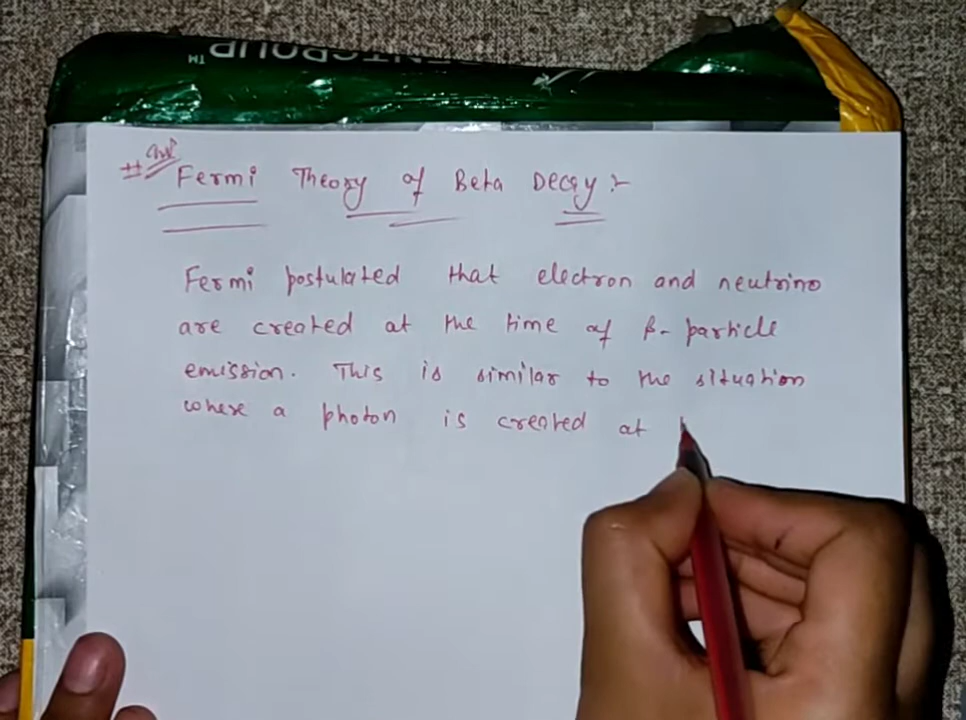 Fermi Theory of Beta Decay :-
Fermi postulated that electron and neutrino
are created at the time of β- particle
emission. This is similar to the situation
where a photon is created at